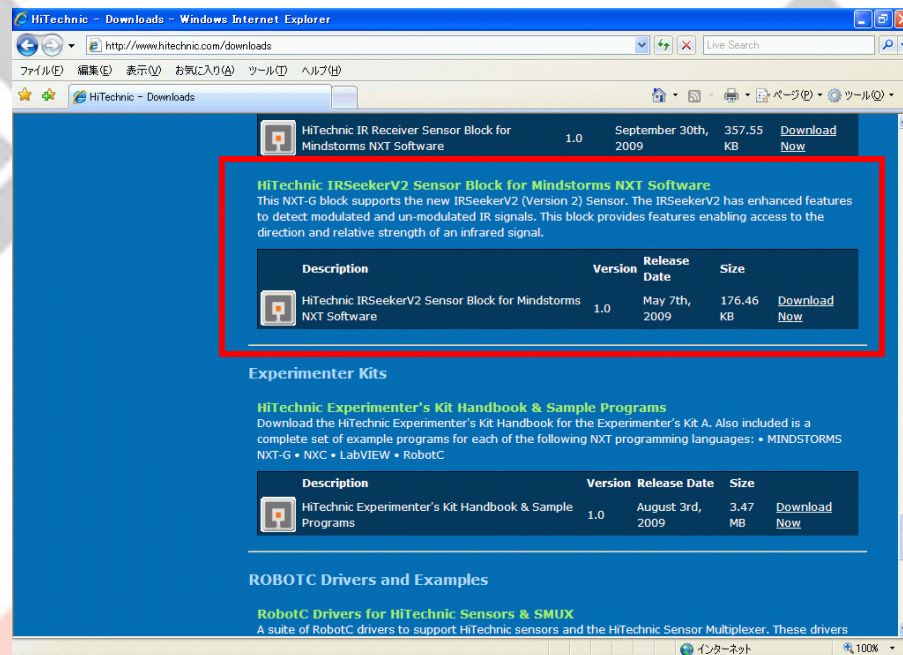 HiTechnic - Downloads - Windows Internet Explorer
http://www.hitechnic.com/downloads
Live Search
ファイル(F) 編集(E) 表示(V) お気に入り(A) ツール(T) ヘルプ(H)
HiTechnic - Downloads
ページ(P) ツール(O)
HiTechnic IR Receiver Sensor Block for
Mindstorms NXT Software
1.0
September 30th,
2009
357.55
KB
Download
Now
HiTechnic IRSeekerV2 Sensor Block for Mindstorms NXT Software
This NXT-G block supports the new IRSeekerV2 (Version 2) Sensor. The IRSeekerV2 has enhanced features
to detect modulated and un-modulated IR signals. This block provides features enabling access to the
direction and relative strength of an infrared signal.
Description Version Release
Date Size
HiTechnic IRSeekerV2 Sensor Block for Mindstorms
NXT Software
1.0
May 7th,
2009
176.46
KB
Download
Now
Experimenter Kits
HiTechnic Experimenter's Kit Handbook & Sample Programs
Download the HiTechnic Experimenter's Kit Handbook for the Experimenter's Kit A. Also included is a
complete set of example programs for each of the following NXT programming languages: • MINDSTORMS
NXT-G • NXC • LabVIEW • RobotC
Description Version Release Date Size
HiTechnic Experimenter's Kit Handbook & Sample
Programs
1.0
August 3rd,
2009
3.47
MB
Download
Now
ROBOTC Drivers and Examples
RobotC Drivers for HiTechnic Sensors & SMUX
A suite of RobotC drivers to support HiTechnic sensors and the HiTechnic Sensor Multiplexer. These drivers
インターネット
100%